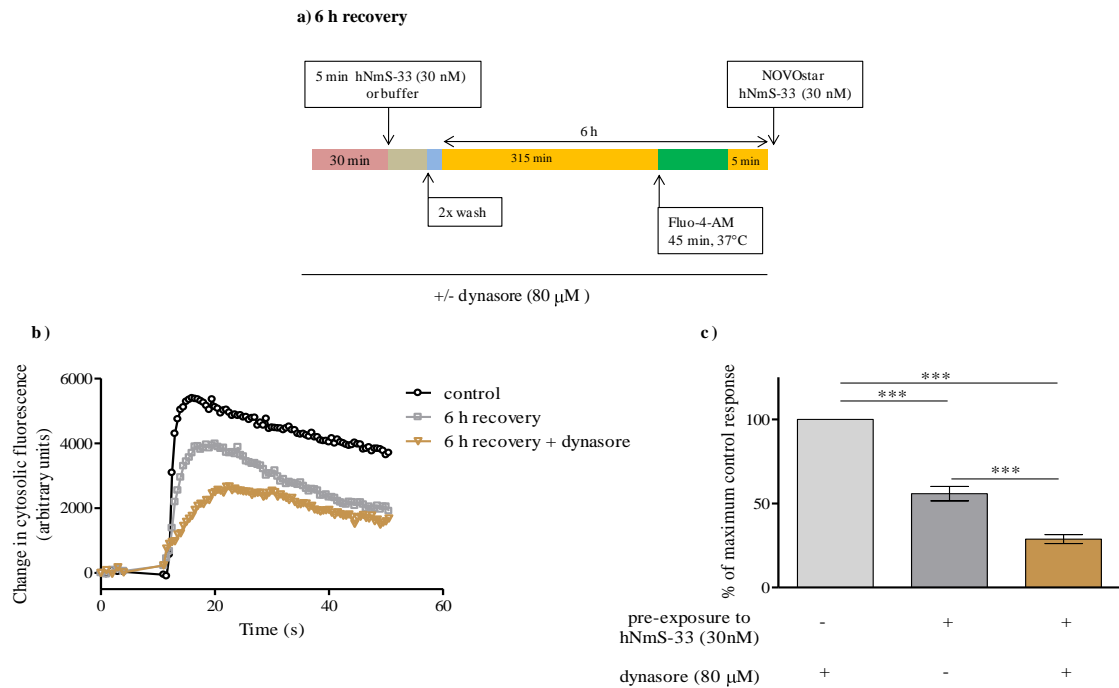 a) 6 h recovery
5 min hNmS-33 (30 nM)
or buffer
NOVOstar
hNmS-33 (30 nM)
6 h
30 min
315 min
5 min
2x wash
Fluo-4-AM
45 min, 37°C
+/- dynasore (80 µM )
b )
Change in cytosolic fluorescence
(arbitrary units)
6000
4000
2000
0
0 20 40 60
Time (s)
control
6 h recovery
6 h recovery + dynasore
c )
% of maximum control response
100
50
0
***
***
***
pre-exposure to
hNmS-33 (30nM)
- + +
dynasore (80 µM)
+ - +